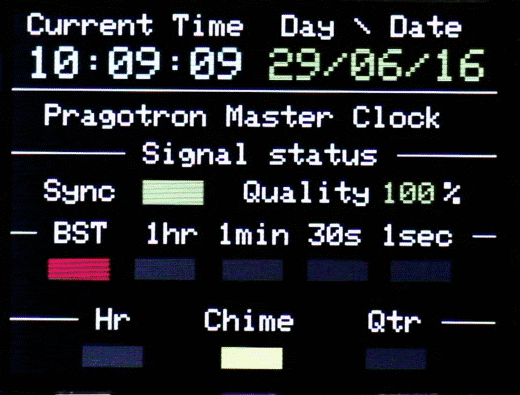 Current Time Day \ Date
10:09:09 29/06/16
Pragotron Master Clock
Signal status
Sync Quality 100%
BST 1hr 1min 30s 1sec
Hr Chime Qtr